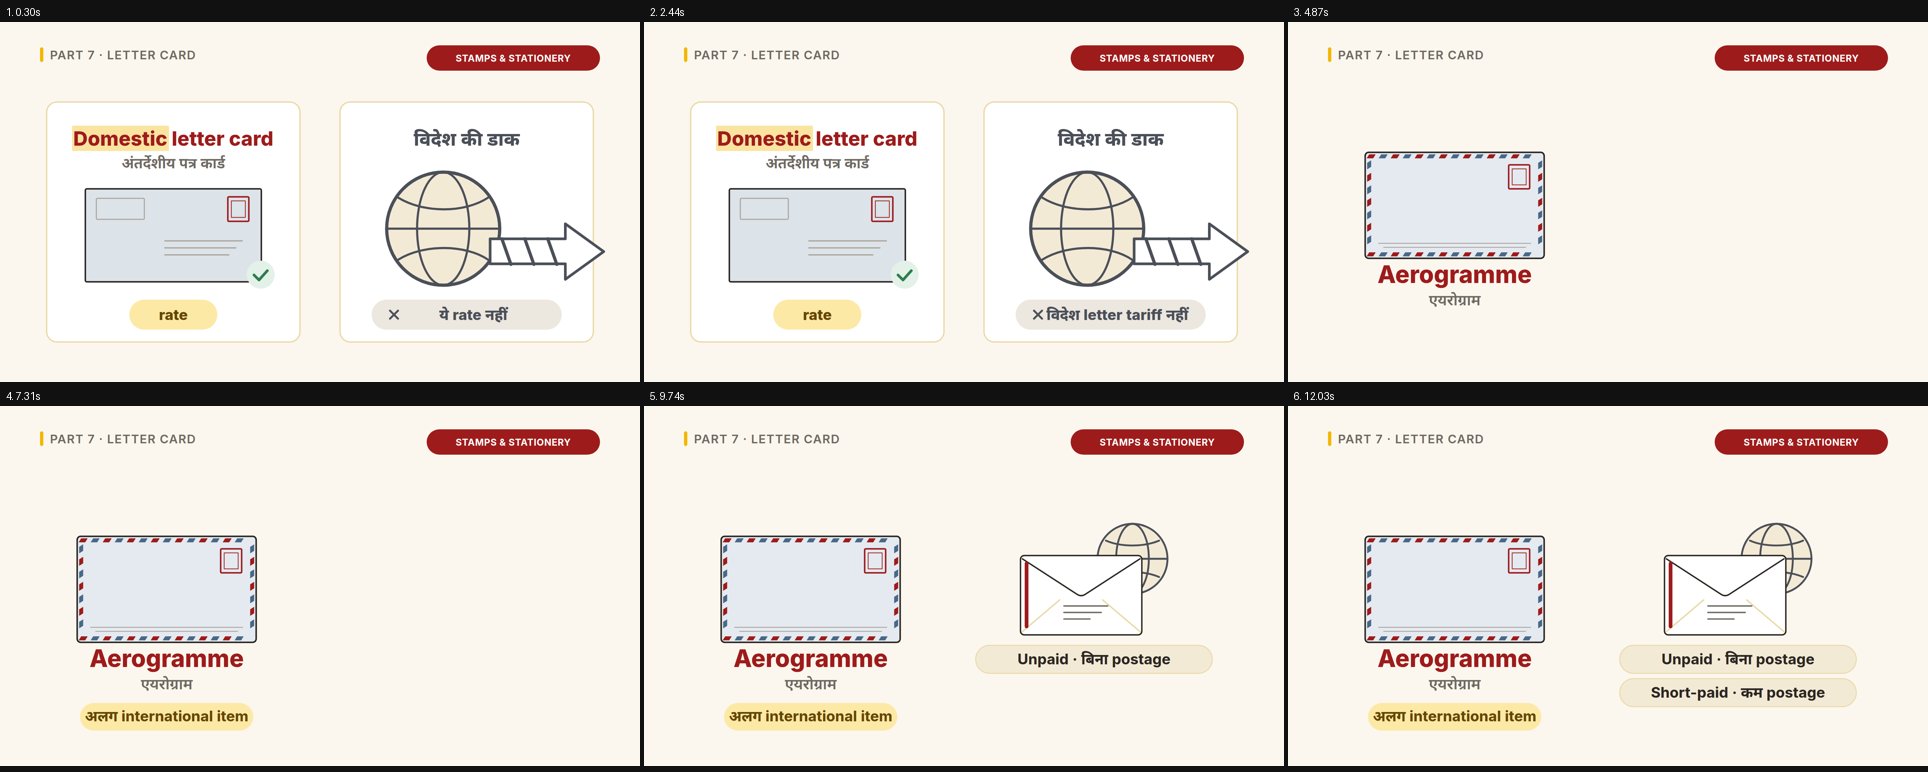 1. 0.30s
PART 7 · LETTER CARD
STAMPS & STATIONERY
Domestic letter card
अंतर्देशीय पत्र कार्ड
rate
विदेश की डाक
✕ ये rate नहीं
2. 2.44s
PART 7 · LETTER CARD
STAMPS & STATIONERY
Domestic letter card
अंतर्देशीय पत्र कार्ड
rate
विदेश की डाक
✕ विदेश letter tariff नहीं
3. 4.87s
PART 7 · LETTER CARD
STAMPS & STATIONERY
Aerogramme
एयरोग्राम
4. 7.31s
PART 7 · LETTER CARD
STAMPS & STATIONERY
Aerogramme
एयरोग्राम
अलग international item
5. 9.74s
PART 7 · LETTER CARD
STAMPS & STATIONERY
Aerogramme
एयरोग्राम
अलग international item
Unpaid · बिना postage
6. 12.03s
PART 7 · LETTER CARD
STAMPS & STATIONERY
Aerogramme
एयरोग्राम
अलग international item
Unpaid · बिना postage
Short-paid · कम postage